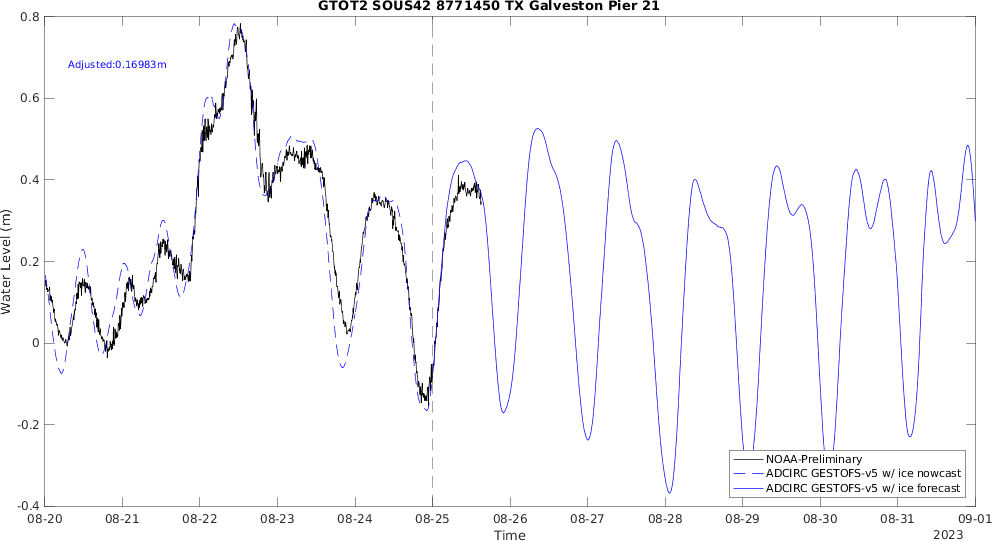 GTOT2 SOUS42 8771450 TX Galveston Pier 21
Adjusted:0.16983m
0.8
0.6
0.4
0.2
0
-0.2
-0.4
Water Level (m)
NOAA-Preliminary
ADCIRC GESTOFS-v5 w/ ice nowcast
ADCIRC GESTOFS-v5 w/ ice forecast
08-20 08-21 08-22 08-23 08-24 08-25 08-26 08-27 08-28 08-29 08-30 08-31 09-01
Time
2023